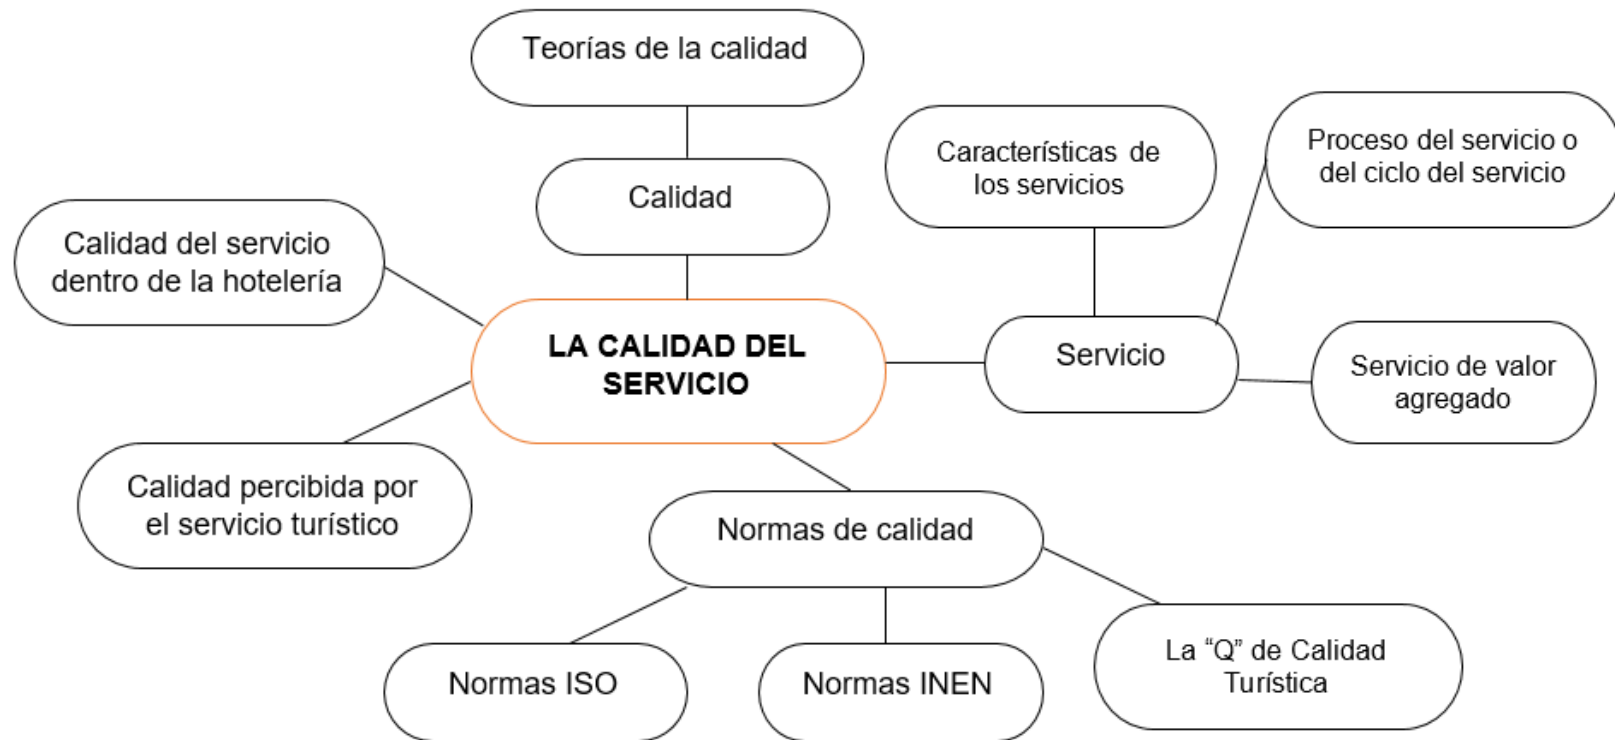 Teorías de la calidad
Características de
los servicios
Proceso del servicio o
del ciclo del servicio
Calidad
Calidad del servicio
dentro de la hotelería
LA CALIDAD DEL
SERVICIO
Servicio
Servicio de valor
agregado
Calidad percibida por
el servicio turístico
Normas de calidad
Normas ISO
Normas INEN
La “Q” de Calidad
Turística